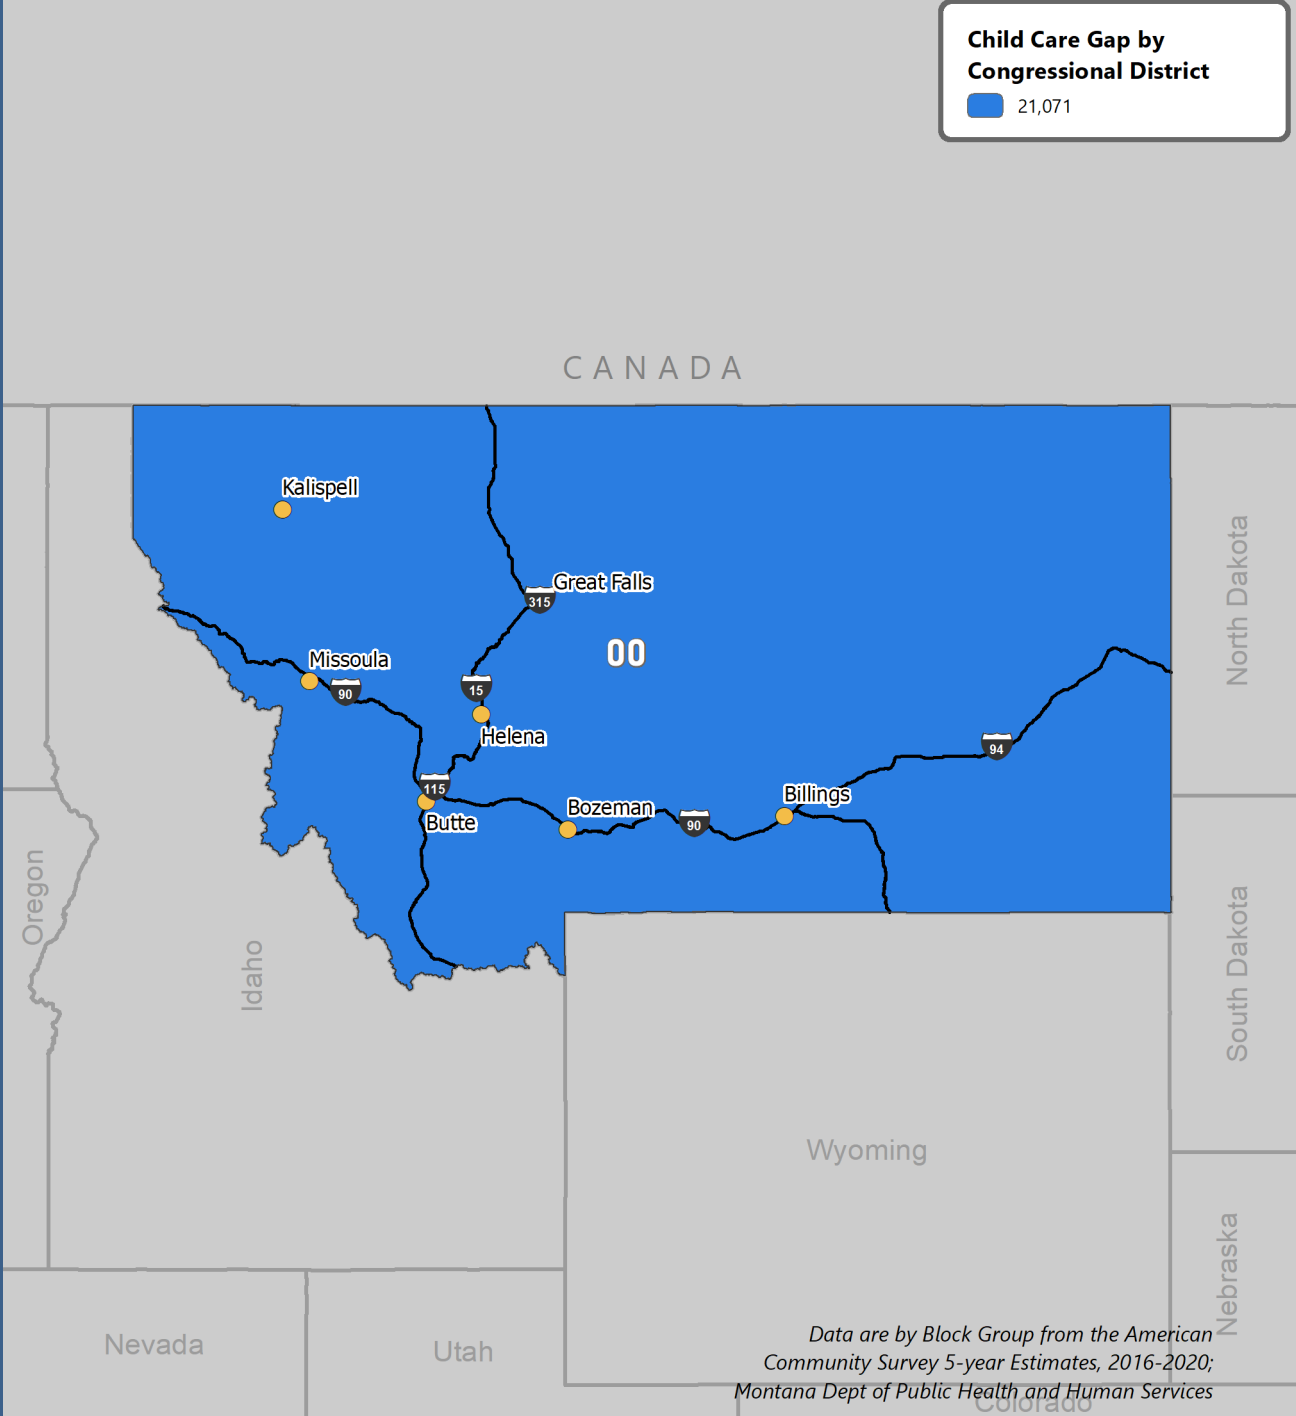 Child Care Gap by
Congressional District
21,071
CANADA
Kalispell
Great Falls
315
00
Missoula
90
15
Helena
115
Butte
Bozeman
90
Billings
94
North Dakota
South Dakota
Oregon
Idaho
Wyoming
Nebraska
Nevada
Utah
Colorado
Data are by Block Group from the American
Community Survey 5-year Estimates, 2016-2020;
Montana Dept of Public Health and Human Services